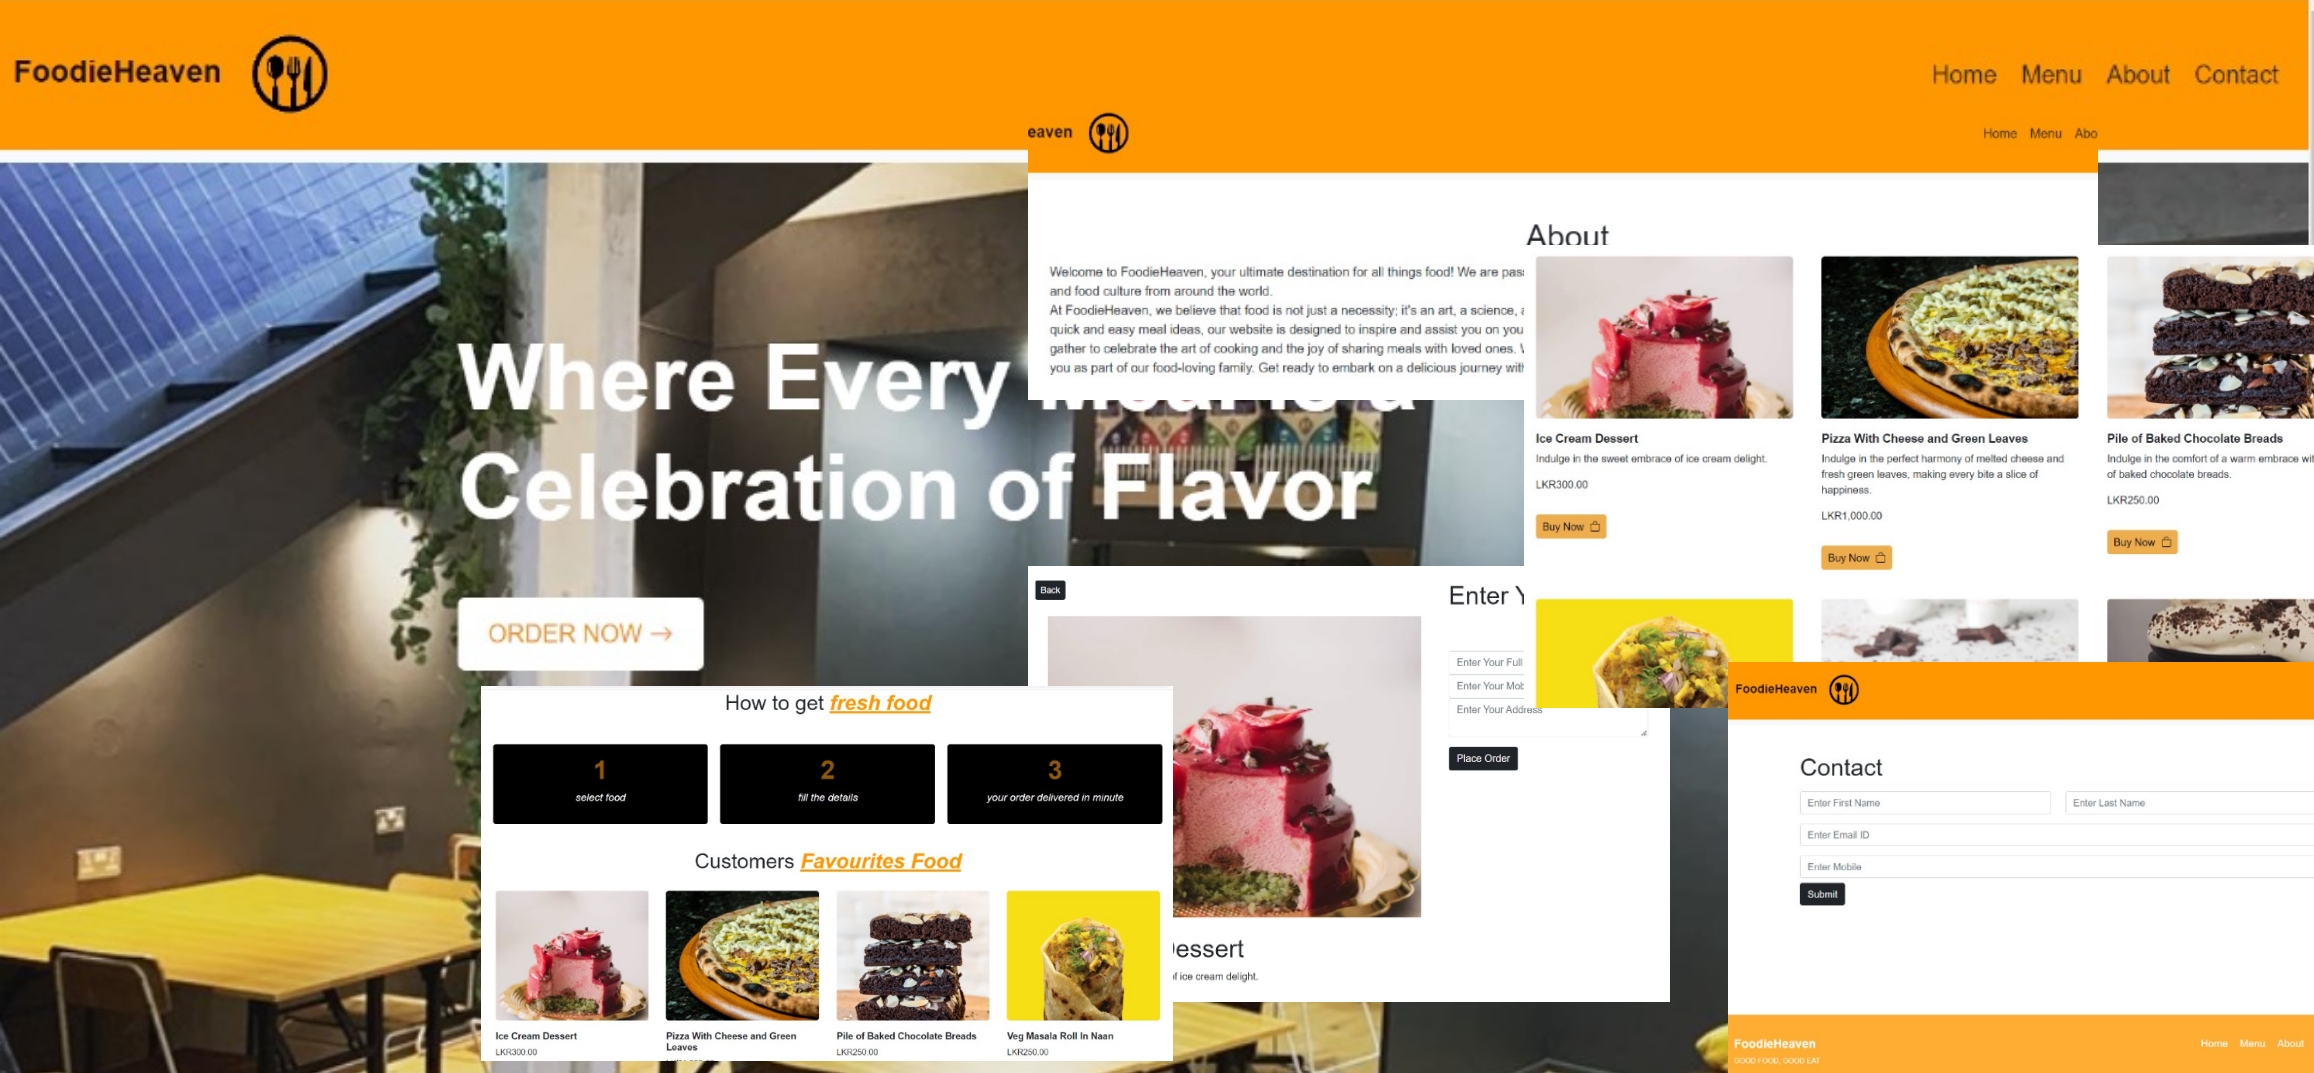 FoodieHeaven
Home Menu About Contact
eaven
Home Menu Abo
About
Welcome to FoodieHeaven, your ultimate destination for all things food! We are pas
and food culture from around the world.
At FoodieHeaven, we believe that food is not just a necessity; it's an art, a science,
quick and easy meal ideas, our website is designed to inspire and assist you on you
gather to celebrate the art of cooking and the joy of sharing meals with loved ones.
you as part of our food-loving family. Get ready to embark on a delicious journey wit
Where Every
Celebration of Flavor
ORDER NOW →
Ice Cream Dessert
Indulge in the sweet embrace of ice cream delight.
LKR300.00
Buy Now
Pizza With Cheese and Green Leaves
Indulge in the perfect harmony of melted cheese and
fresh green leaves, making every bite a slice of
happiness.
LKR1,000.00
Buy Now
Pile of Baked Chocolate Breads
Indulge in the comfort of a warm embrace wit
of baked chocolate breads.
LKR250.00
Buy Now
Back
Enter Y
Enter Your Full
Enter Your Mob
Enter Your Address
Place Order
essert
f ice cream delight.
How to get fresh food
1
select food
2
fill the details
3
your order delivered in minute
Customers Favourites Food
Ice Cream Dessert
LKR300.00
Pizza With Cheese and Green
Leaves
Pile of Baked Chocolate Breads
LKR250.00
Veg Masala Roll In Naan
LKR250.00
FoodieHeaven
Contact
Enter First Name
Enter Last Name
Enter Email ID
Enter Mobile
Submit
FoodieHeaven
GOOD FOOD, GOOD EAT
Home Menu About